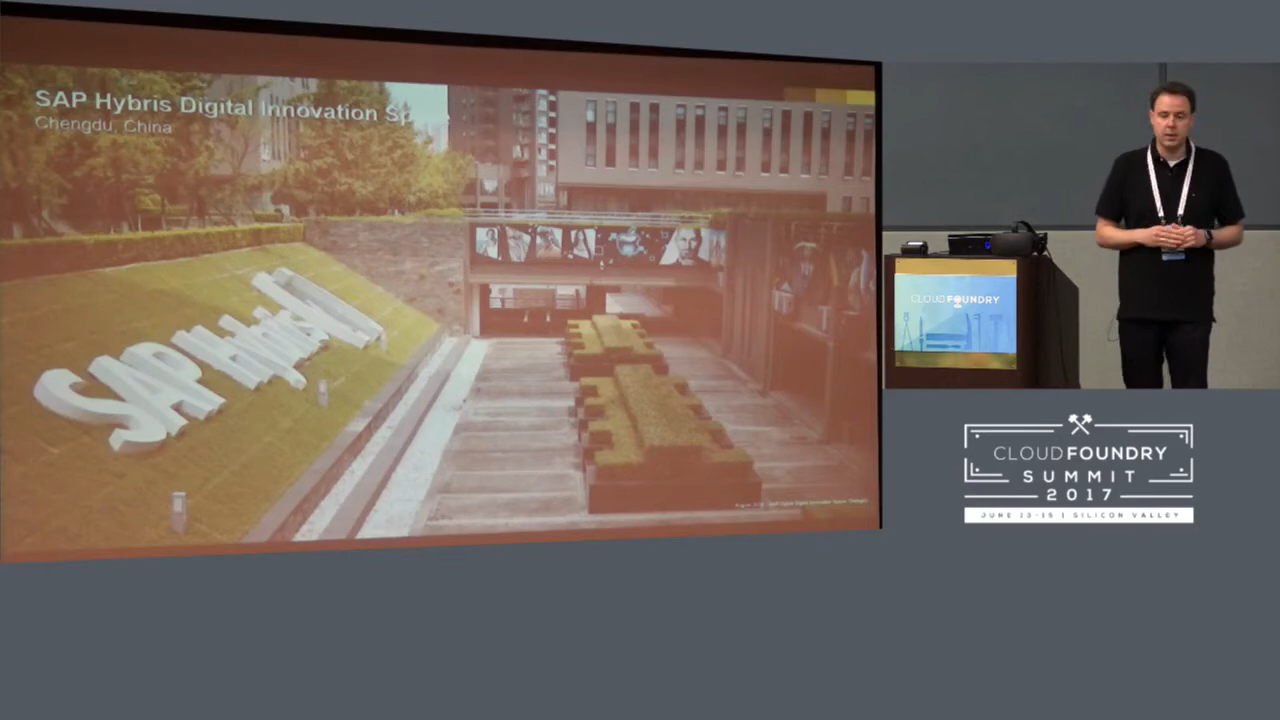 SAP Hybris Digital Innovation Sp
Chengdu, China
SAP Hybris
CLOUD FOUNDRY
CLOUD FOUNDRY
SUMMIT
2017
JUNE 13-15 | SILICON VALLEY